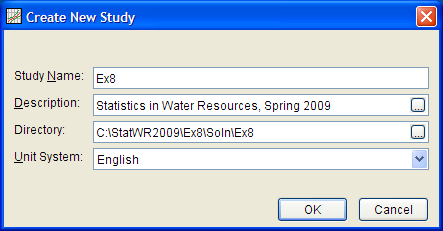 Create New Study
Study Name: Ex8
Description: Statistics in Water Resources, Spring 2009 ...
Directory: C:\StatWR2009\Ex8\Soln\Ex8 ...
Unit System: English
OK Cancel